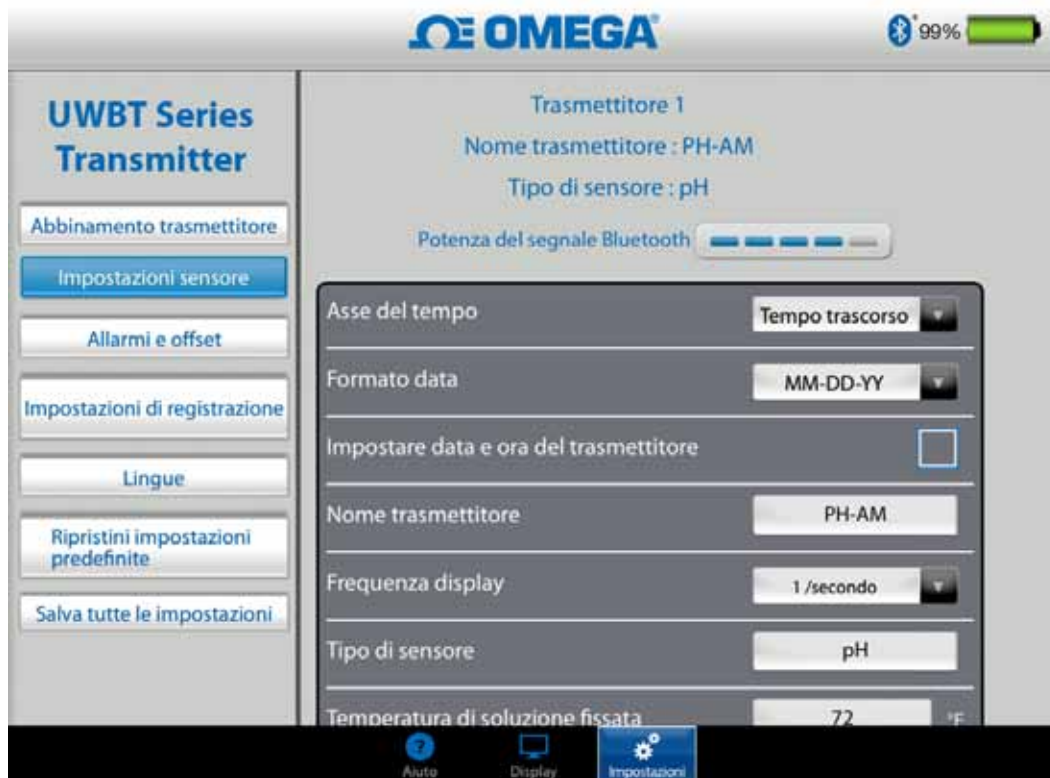 OMEGA
99%
UWBT Series
Transmitter
Abbinamento trasmettitore
Impostazioni sensore
Allarmi e offset
Impostazioni di registrazione
Lingue
Ripristini impostazioni
predefinite
Salva tutte le impostazioni
Trasmettitore 1
Nome trasmettitore : PH-AM
Tipo di sensore : pH
Potenza del segnale Bluetooth
Asse del tempo Tempo trascorso
Formato data MM-DD-YY
Impostare data e ora del trasmettitore
Nome trasmettitore PH-AM
Frequenza display 1 /secondo
Tipo di sensore pH
Temperatura di soluzione fissata 72 °F
? Aiuto Display Impostazioni